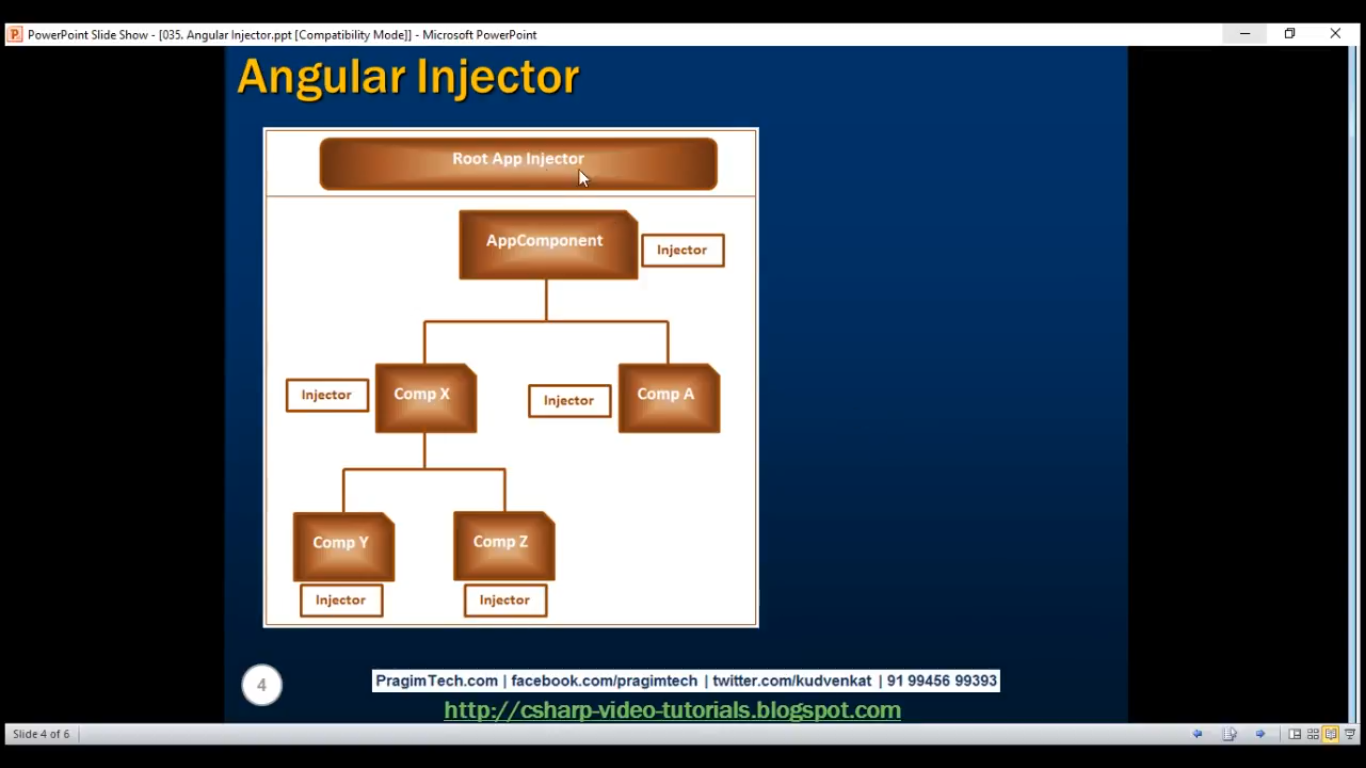 PowerPoint Slide Show - [035. Angular Injector.ppt [Compatibility Mode]] - Microsoft PowerPoint
Angular Injector
Root App Injector
AppComponent
Injector
Injector
Comp X
Injector
Comp A
Comp Y
Comp Z
Injector
Injector
4
PragimTech.com | facebook.com/pragimtech | twitter.com/kudvenkat | 91 99456 99393
http://csharp-video-tutorials.blogspot.com
Slide 4 of 6